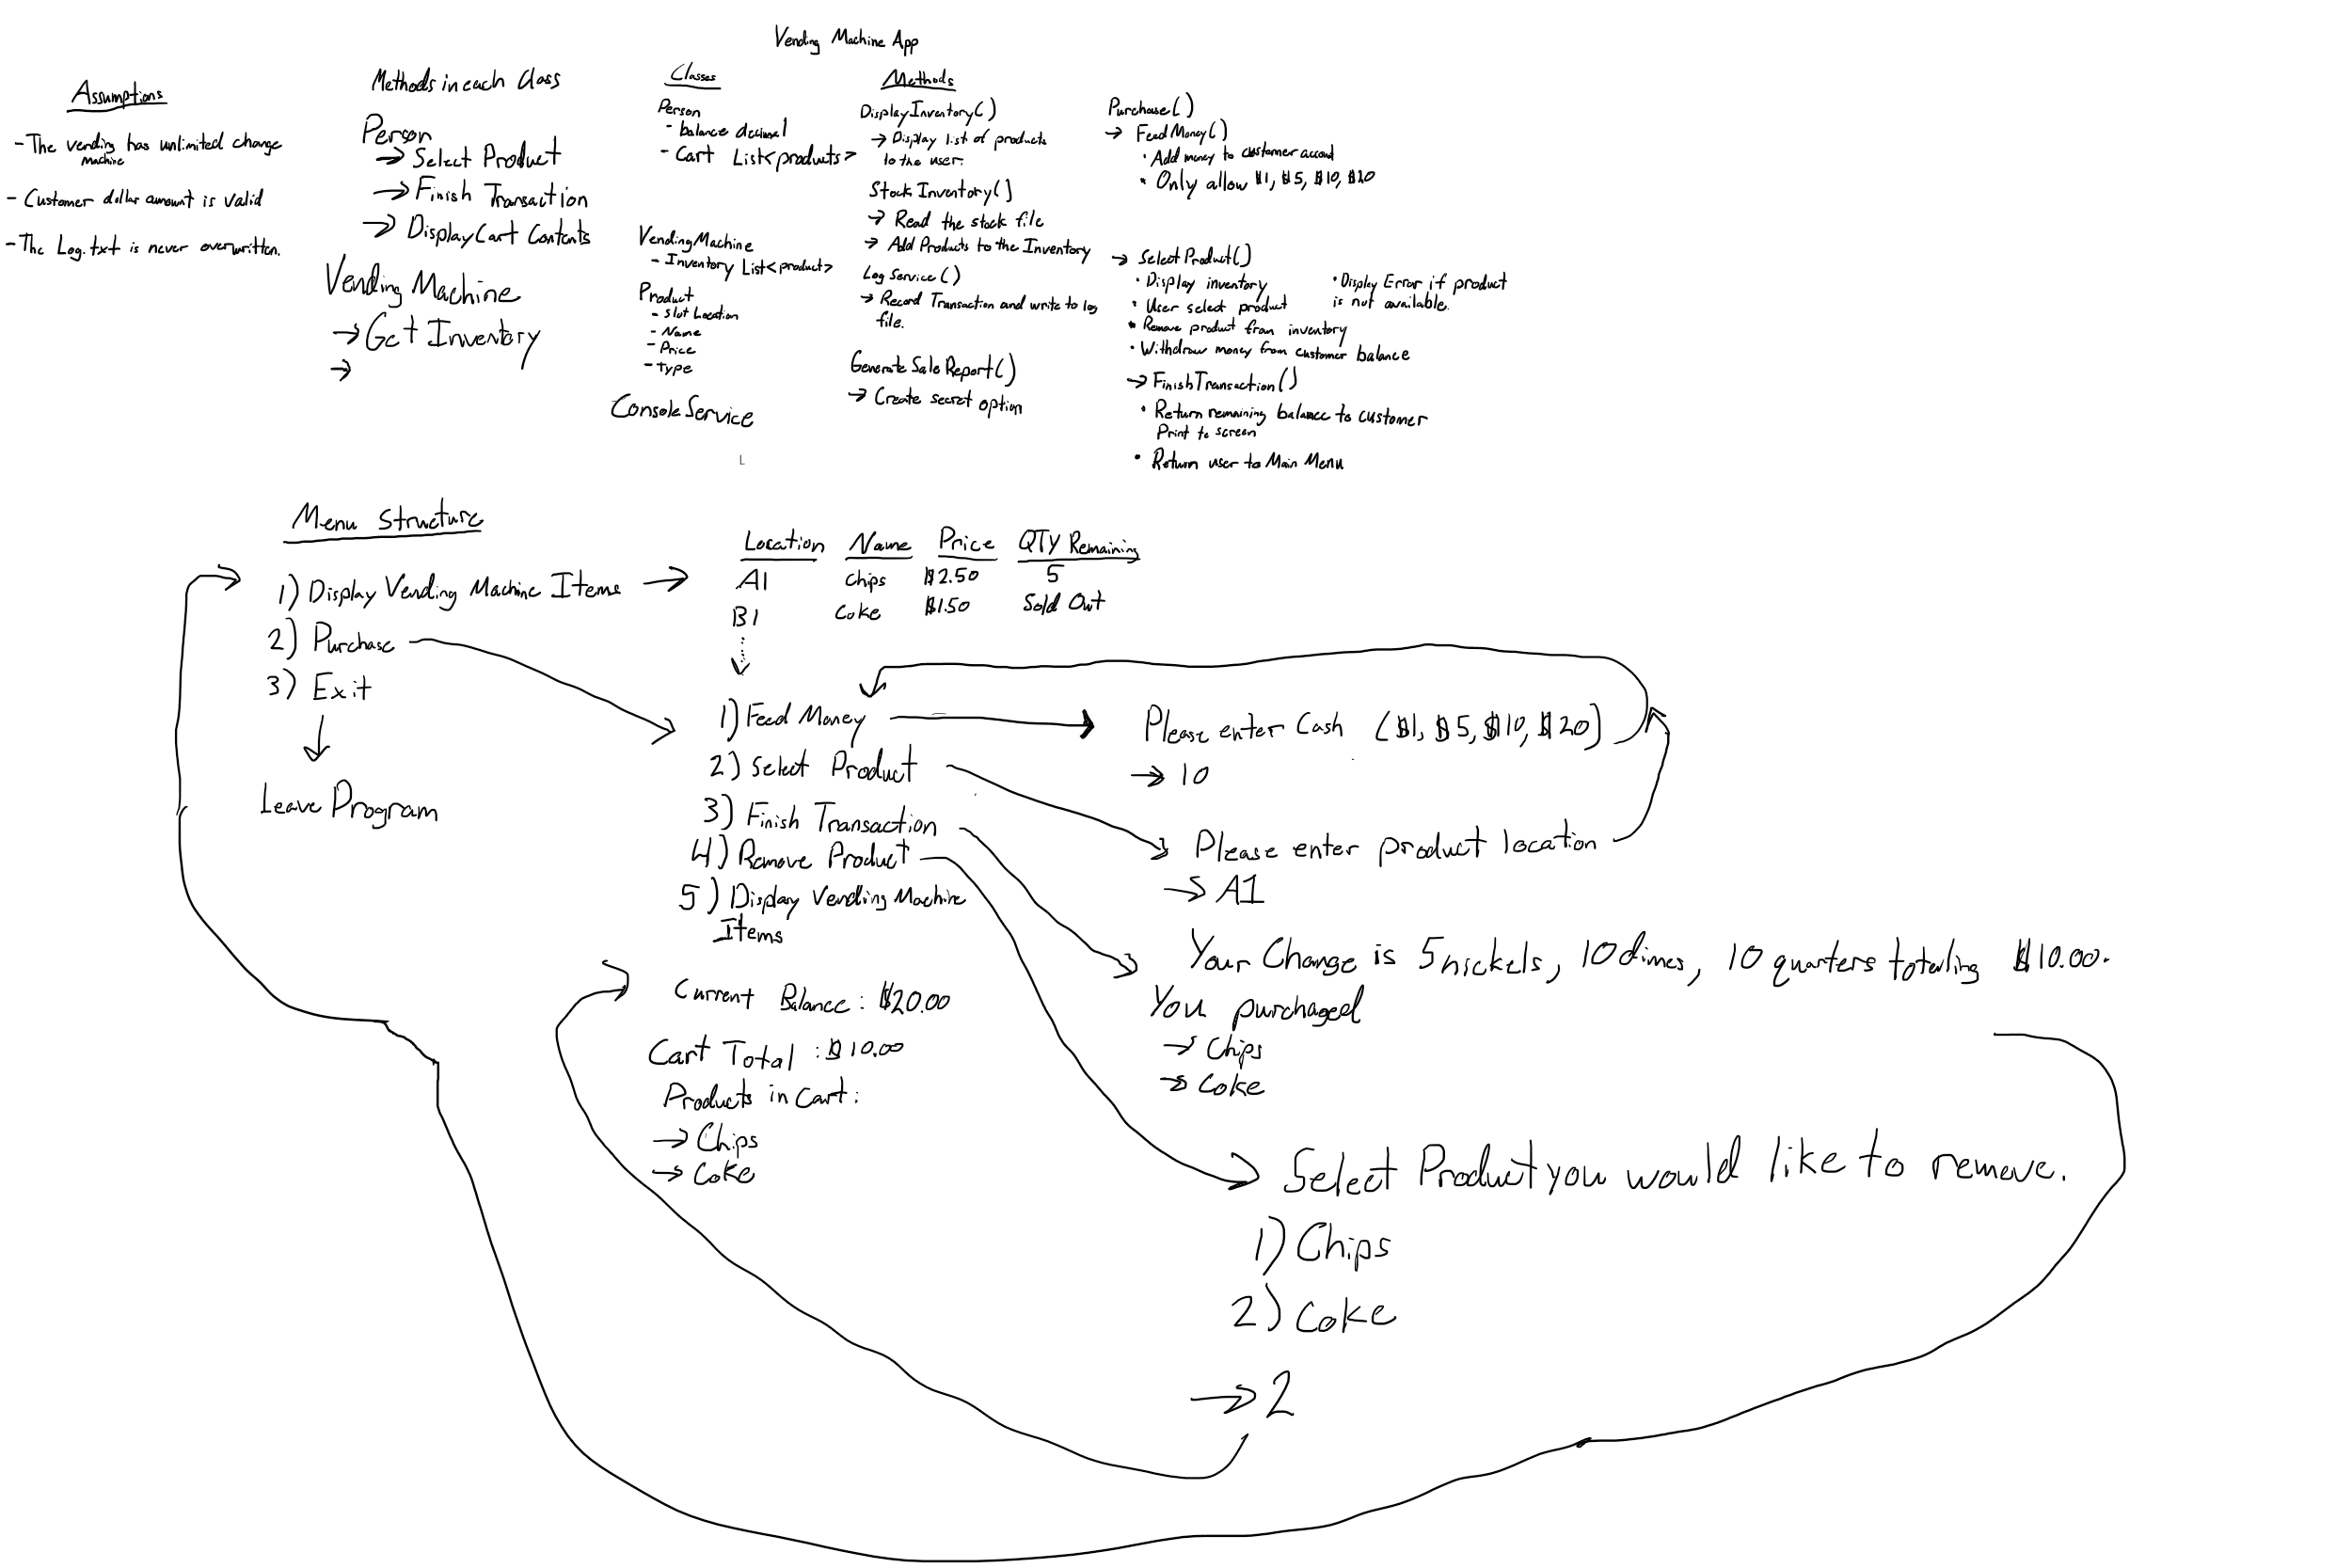 Vending Machine App
Assumptions
- The vending has unlimited change
machine
- Customer dollar amount is valid
- The Log.txt is never overwritten.
Methods in each Class
Person
→ Select Product
→ Finish Transaction
→ Display Cart Contents
Vending Machine
→ Get Inventory
→
Classes
Person
- balance decimal
- Cart List<products>
VendingMachine
- Inventory List<product>
Product
- Slot Location
- Name
- Price
- Type
Console Service
Methods
DisplayInventory()
→ Display list of products
to the user.
Stock Inventory()
→ Read the stock file
→ Add Products to the Inventory
Log Service()
→ Record Transaction and write to log
file.
Generate Sale Report()
→ Create secret option
Purchase()
→ FeedMoney()
• Add money to customer account
• Only allow $1, $5, $10, $20
→ Select Product()
• Display inventory
• User select product
• Remove product from inventory
• Withdraw money from customer balance
• Display Error if product
is not available.
→ FinishTransaction()
• Return remaining balance to customer
Print to screen
• Return user to Main Menu
Menu Structure
1) Display Vending Machine Items →
2) Purchase
3) Exit
Leave Program
Location Name Price QTY Remaining
A1 Chips $2.50 5
B1 Coke $1.50 Sold Out
1) Feed Money
2) Select Product
3) Finish Transaction
4) Remove Product
5) Display Vending Machine
Items
Current Balance: $20.00
Cart Total: $10.00
Products in Cart:
→ Chips
→ Coke
Please enter Cash ($1, $5, $10, $20)
→ 10
Please enter product location
→ A1
Your Change is 5 nickels, 10 dimes, 10 quarters totaling $10.00.
You purchased
→ Chips
→ Coke
Select Product you would like to remove.
1) Chips
2) Coke
→ 2